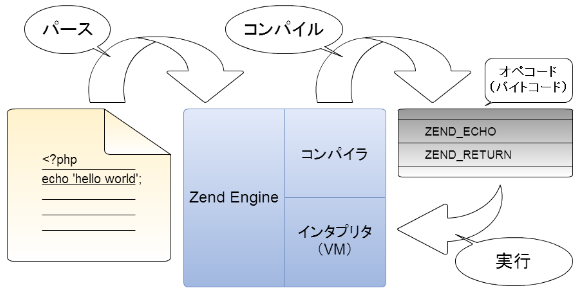 パース
コンパイル
オペコード
（バイトコード）
<?php
echo 'hello world';
Zend Engine
コンパイラ
インタプリタ
（VM）
ZEND_ECHO
ZEND_RETURN
実行